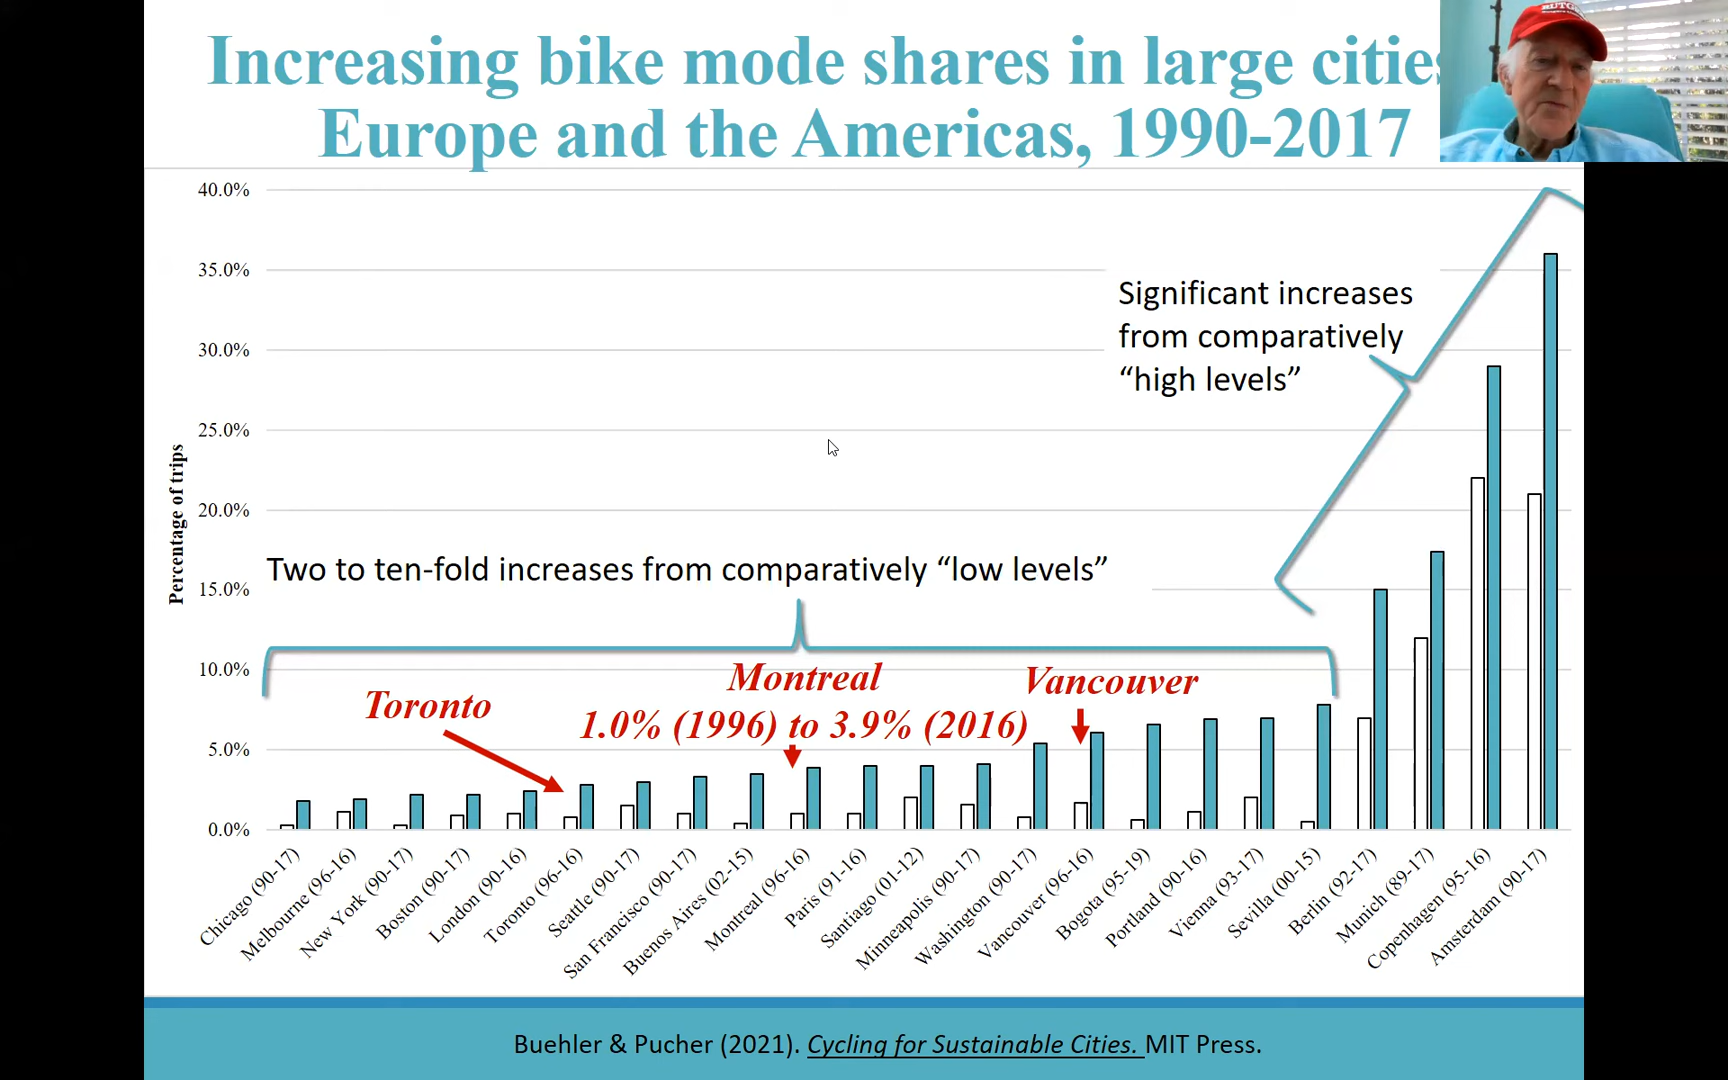 Increasing bike mode shares in large cities
Europe and the Americas, 1990-2017
RUTG
40.0%
35.0%
30.0%
25.0%
20.0%
15.0%
10.0%
5.0%
0.0%
Percentage of trips
Significant increases
from comparatively
“high levels”
Two to ten-fold increases from comparatively “low levels”
Toronto
Montreal
1.0% (1996) to 3.9% (2016)
Vancouver
Chicago (90-17)
Melbourne (96-16)
New York (90-17)
Boston (90-17)
London (90-16)
Toronto (96-16)
Seattle (90-17)
San Francisco (90-17)
Buenos Aires (02-15)
Montreal (96-16)
Paris (91-16)
Santiago (01-12)
Minneapolis (90-17)
Washington (90-17)
Vancouver (96-16)
Bogota (95-19)
Portland (90-16)
Vienna (93-17)
Sevilla (00-15)
Berlin (92-17)
Munich (89-17)
Copenhagen (95-16)
Amsterdam (90-17)
Buehler & Pucher (2021). Cycling for Sustainable Cities. MIT Press.